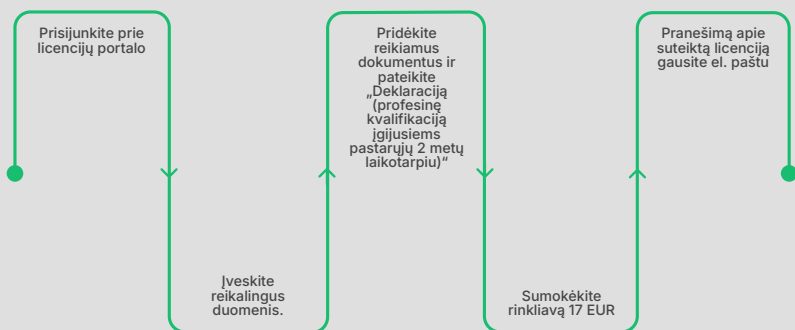 Prisijunkite prie
licencijų portalo
Įveskite
reikalingus
duomenis.
Pridėkite
reikiamus
dokumentus ir
pateikite
„Deklaraciją
(profesinę
kvalifikaciją
įgijusiems
pastarųjų 2 metų
laikotarpiu)“
Sumokėkite
rinkliavą 17 EUR
Pranešimą apie
suteiktą licenciją
gausite el. paštu